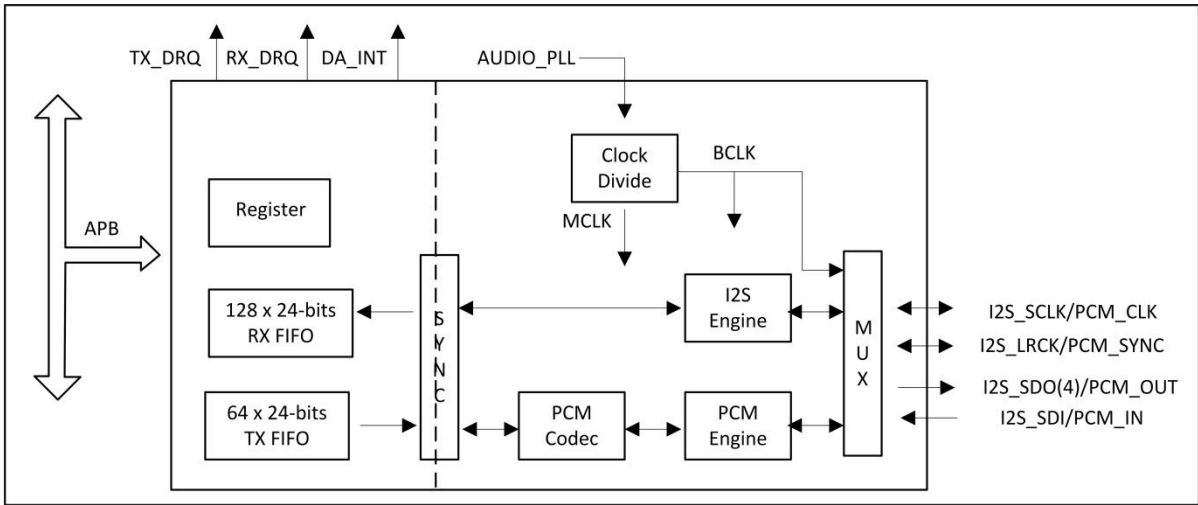 TX_DRQ RX_DRQ DA_INT AUDIO_PLL
Clock
Divide
BCLK
MCLK
Register
APB
128 x 24-bits
RX FIFO
64 x 24-bits
TX FIFO
SYNC
I2S
Engine
PCM
Codec
PCM
Engine
MUX
I2S_SCLK/PCM_CLK
I2S_LRCK/PCM_SYNC
I2S_SDO(4)/PCM_OUT
I2S_SDI/PCM_IN